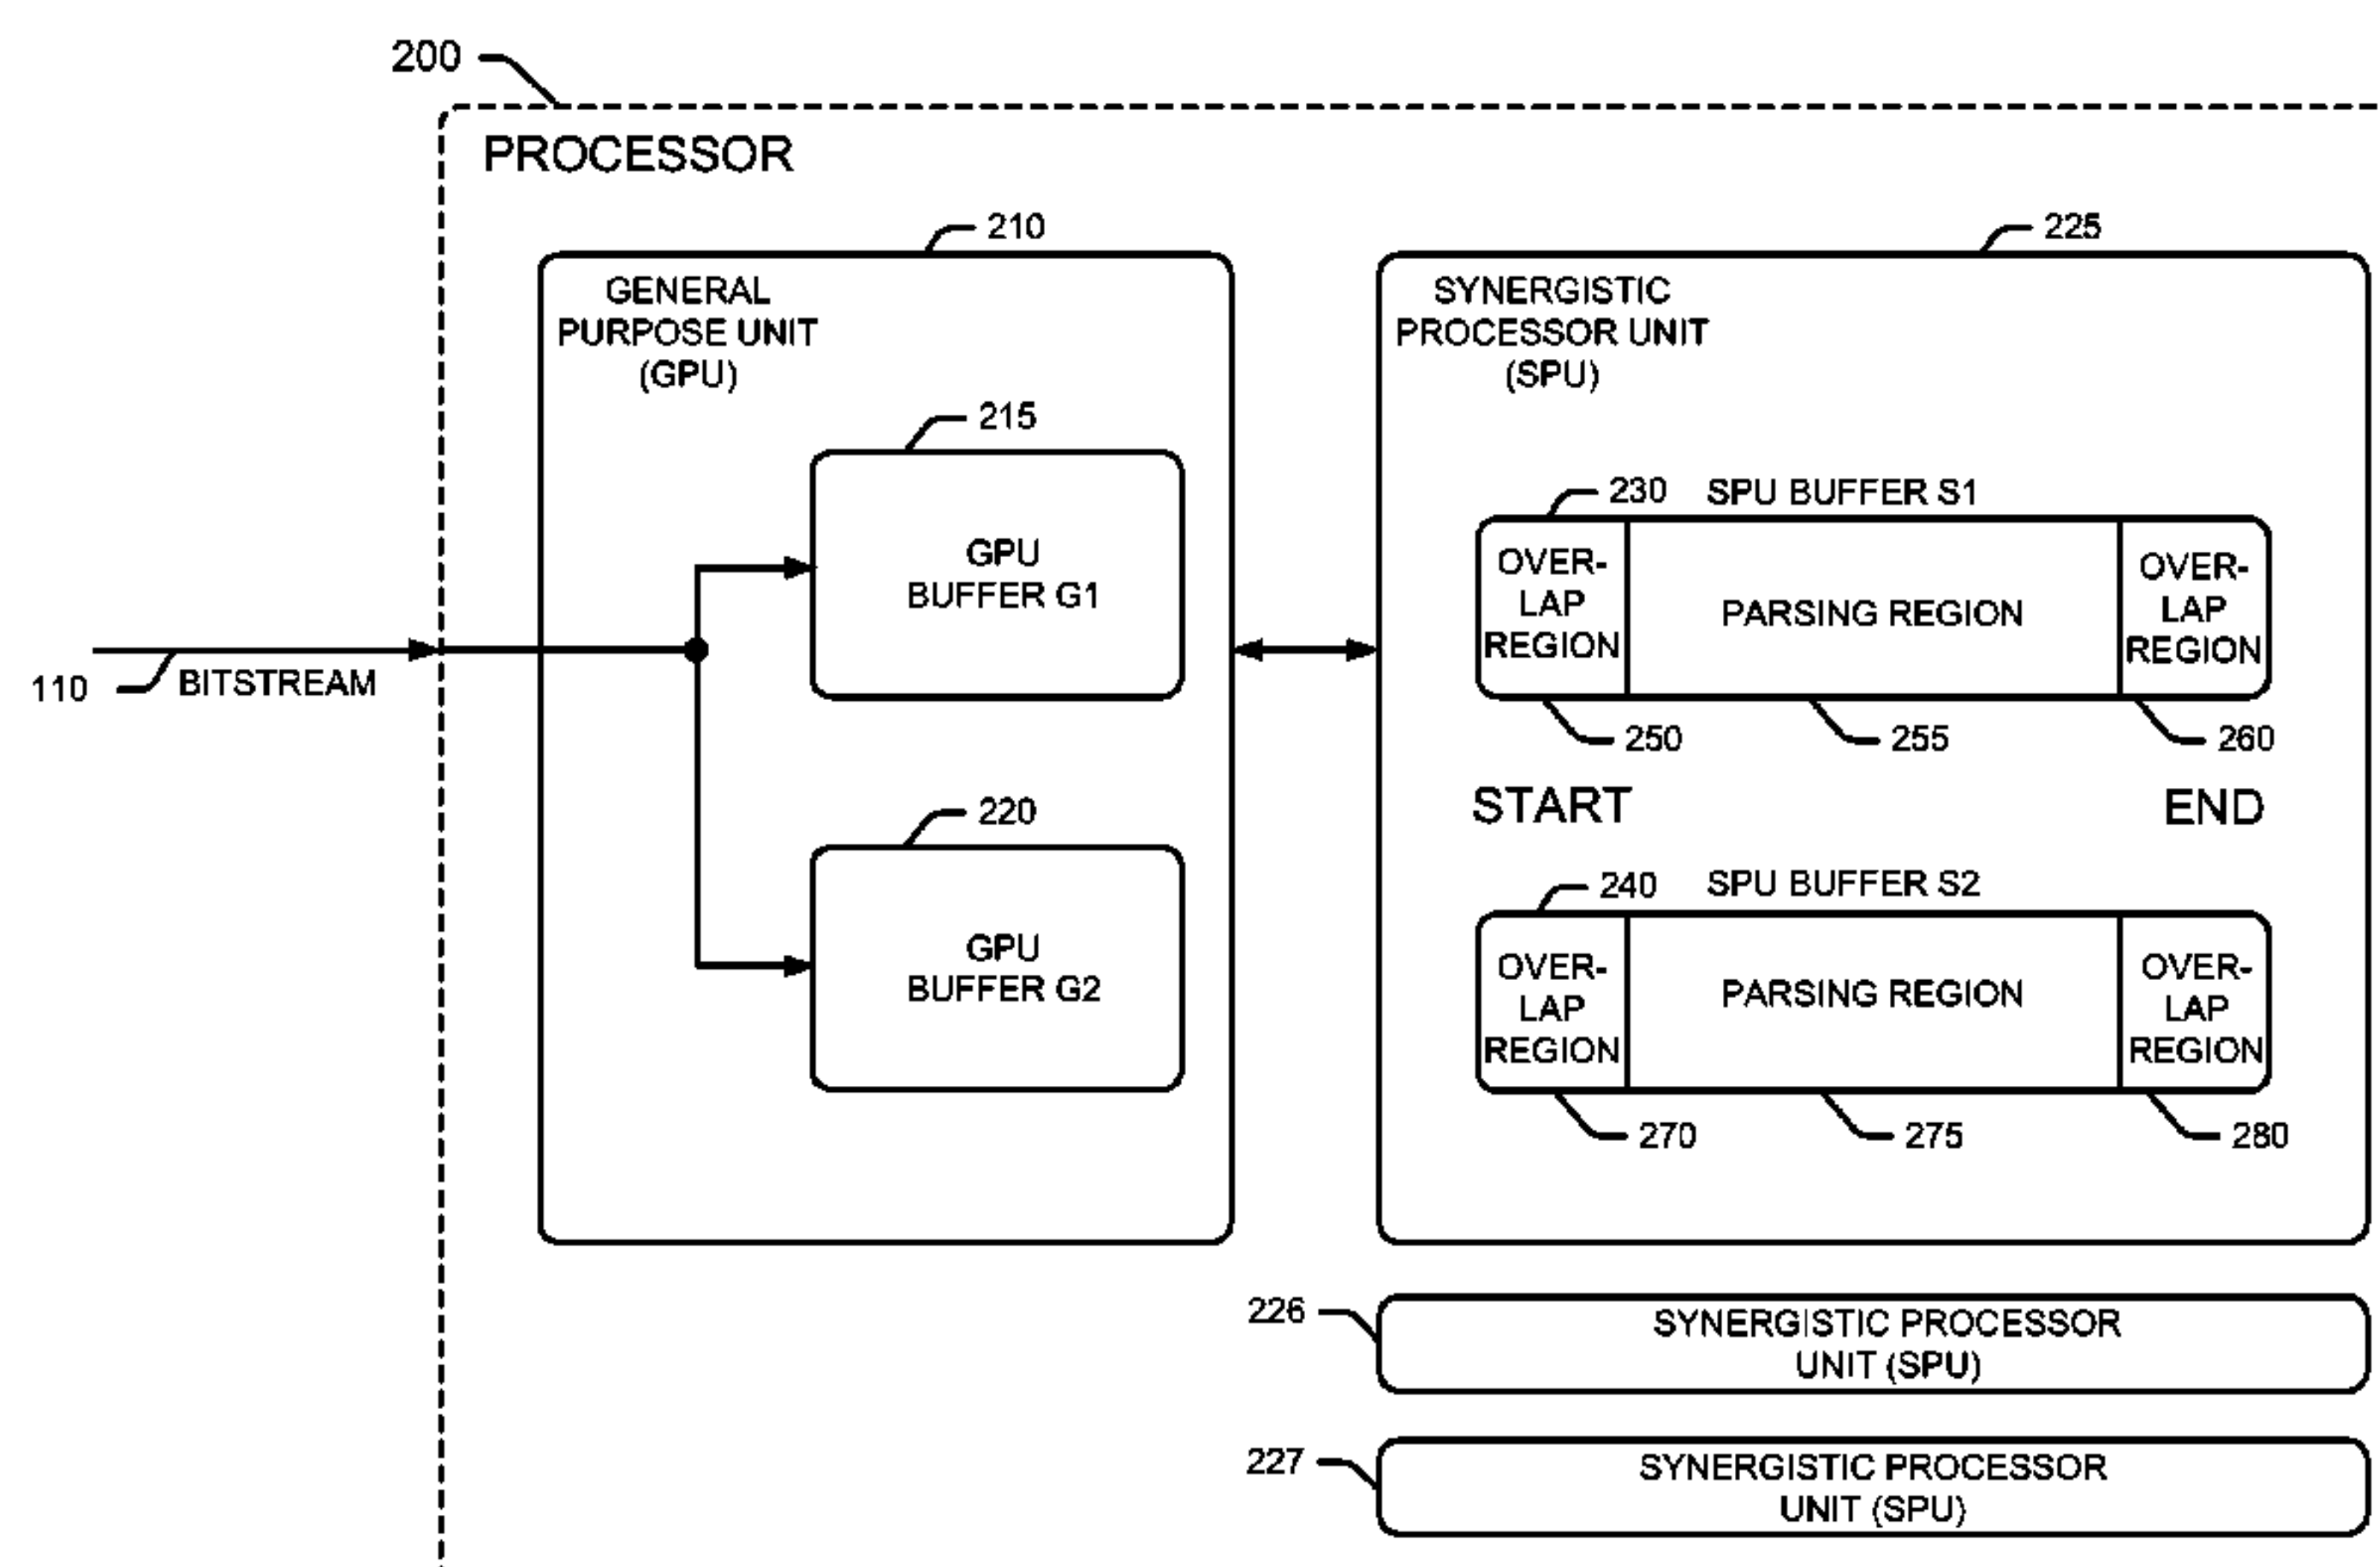 200
PROCESSOR
210
GENERAL
PURPOSE UNIT
(GPU)
215
GPU
BUFFER G1
220
GPU
BUFFER G2
110
BITSTREAM
225
SYNERGISTIC
PROCESSOR UNIT
(SPU)
230
SPU BUFFER S1
OVER-
LAP
REGION
PARSING REGION
OVER-
LAP
REGION
250
255
260
START
END
240
SPU BUFFER S2
OVER-
LAP
REGION
PARSING REGION
OVER-
LAP
REGION
270
275
280
226
SYNERGISTIC PROCESSOR
UNIT (SPU)
227
SYNERGISTIC PROCESSOR
UNIT (SPU)